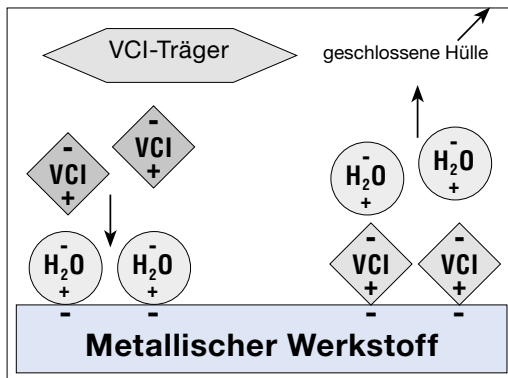 VCI-Träger
geschlossene Hülle
-
VCI
+
-
VCI
+
-
H₂O
+
-
H₂O
+
-
H₂O
+
-
H₂O
+
-
VCI
+
-
VCI
+
- - - -
Metallischer Werkstoff